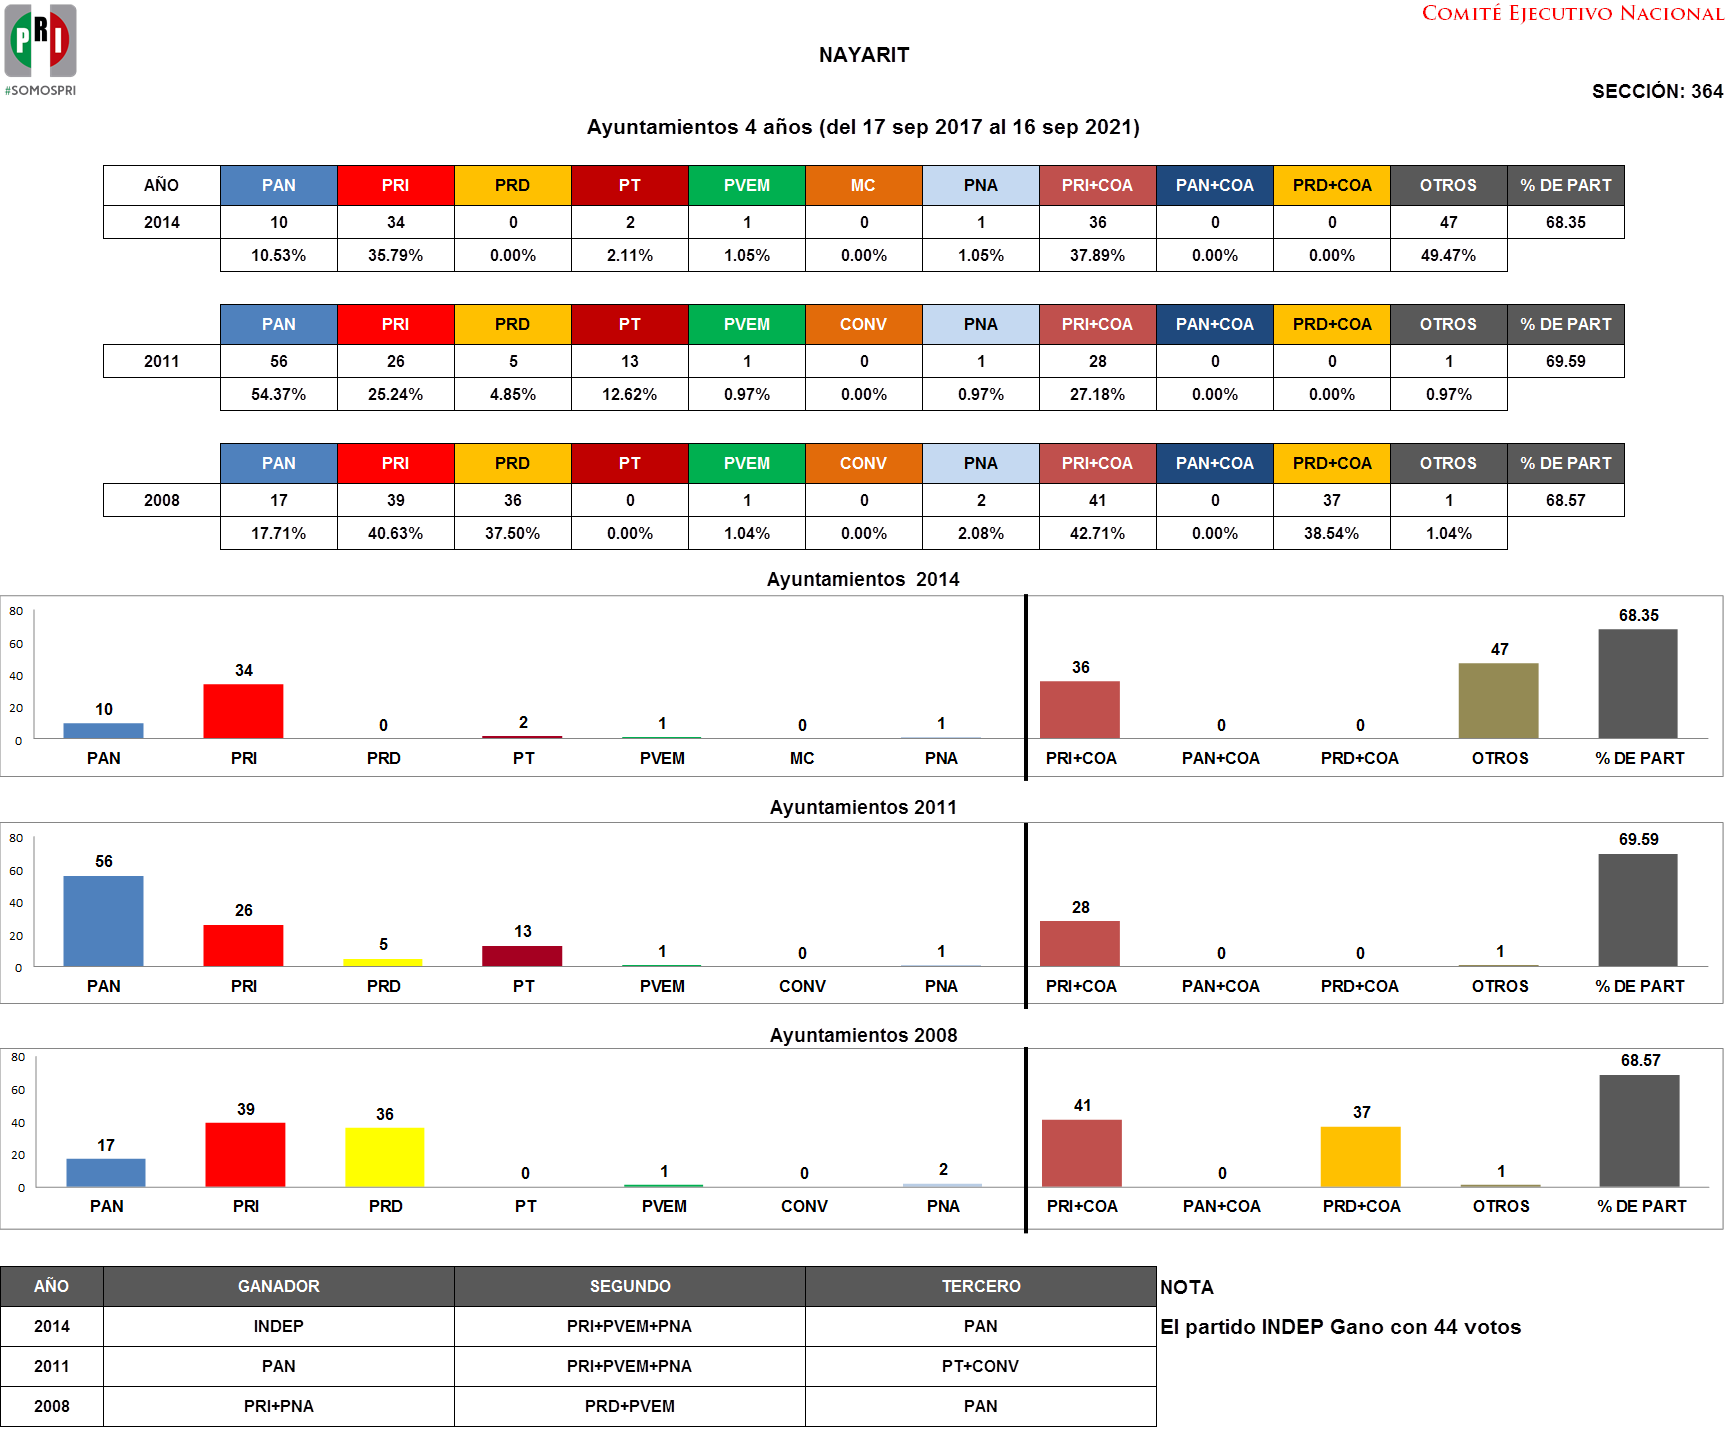 PRI
#SOMOSPRI
COMITÉ EJECUTIVO NACIONAL
NAYARIT
SECCIÓN: 364
Ayuntamientos 4 años (del 17 sep 2017 al 16 sep 2021)
AÑO PAN PRI PRD PT PVEM MC PNA PRI+COA PAN+COA PRD+COA OTROS % DE PART
2014 10 34 0 2 1 0 1 36 0 0 47 68.35
10.53% 35.79% 0.00% 2.11% 1.05% 0.00% 1.05% 37.89% 0.00% 0.00% 49.47%
PAN PRI PRD PT PVEM CONV PNA PRI+COA PAN+COA PRD+COA OTROS % DE PART
2011 56 26 5 13 1 0 1 28 0 0 1 69.59
54.37% 25.24% 4.85% 12.62% 0.97% 0.00% 0.97% 27.18% 0.00% 0.00% 0.97%
PAN PRI PRD PT PVEM CONV PNA PRI+COA PAN+COA PRD+COA OTROS % DE PART
2008 17 39 36 0 1 0 2 41 0 37 1 68.57
17.71% 40.63% 37.50% 0.00% 1.04% 0.00% 2.08% 42.71% 0.00% 38.54% 1.04%
Ayuntamientos 2014
80
60
40
20
0
10 34 0 2 1 0 1 36 0 0 47 68.35
PAN PRI PRD PT PVEM MC PNA PRI+COA PAN+COA PRD+COA OTROS % DE PART
Ayuntamientos 2011
80
60
40
20
0
56 26 5 13 1 0 1 28 0 0 1 69.59
PAN PRI PRD PT PVEM CONV PNA PRI+COA PAN+COA PRD+COA OTROS % DE PART
Ayuntamientos 2008
80
60
40
20
0
17 39 36 0 1 0 2 41 0 37 1 68.57
PAN PRI PRD PT PVEM CONV PNA PRI+COA PAN+COA PRD+COA OTROS % DE PART
AÑO GANADOR SEGUNDO TERCERO NOTA
2014 INDEP PRI+PVEM+PNA PAN El partido INDEP Gano con 44 votos
2011 PAN PRI+PVEM+PNA PT+CONV
2008 PRI+PNA PRD+PVEM PAN